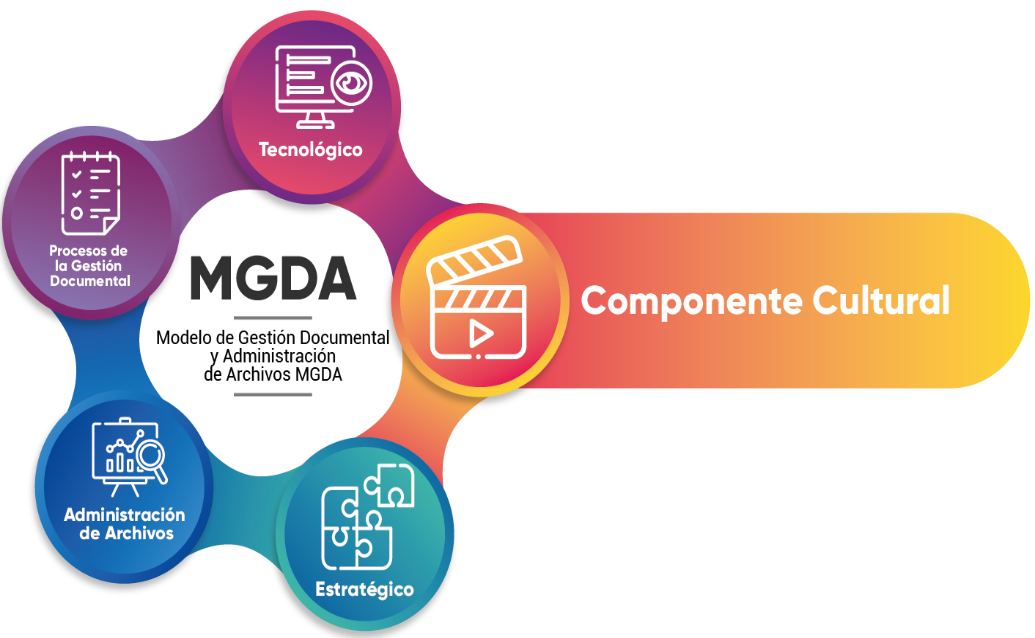 Tecnológico
Procesos de
la Gestión
Documental
MGDA
Modelo de Gestión Documental
y Administración
de Archivos MGDA
Componente Cultural
Administración
de Archivos
Estratégico